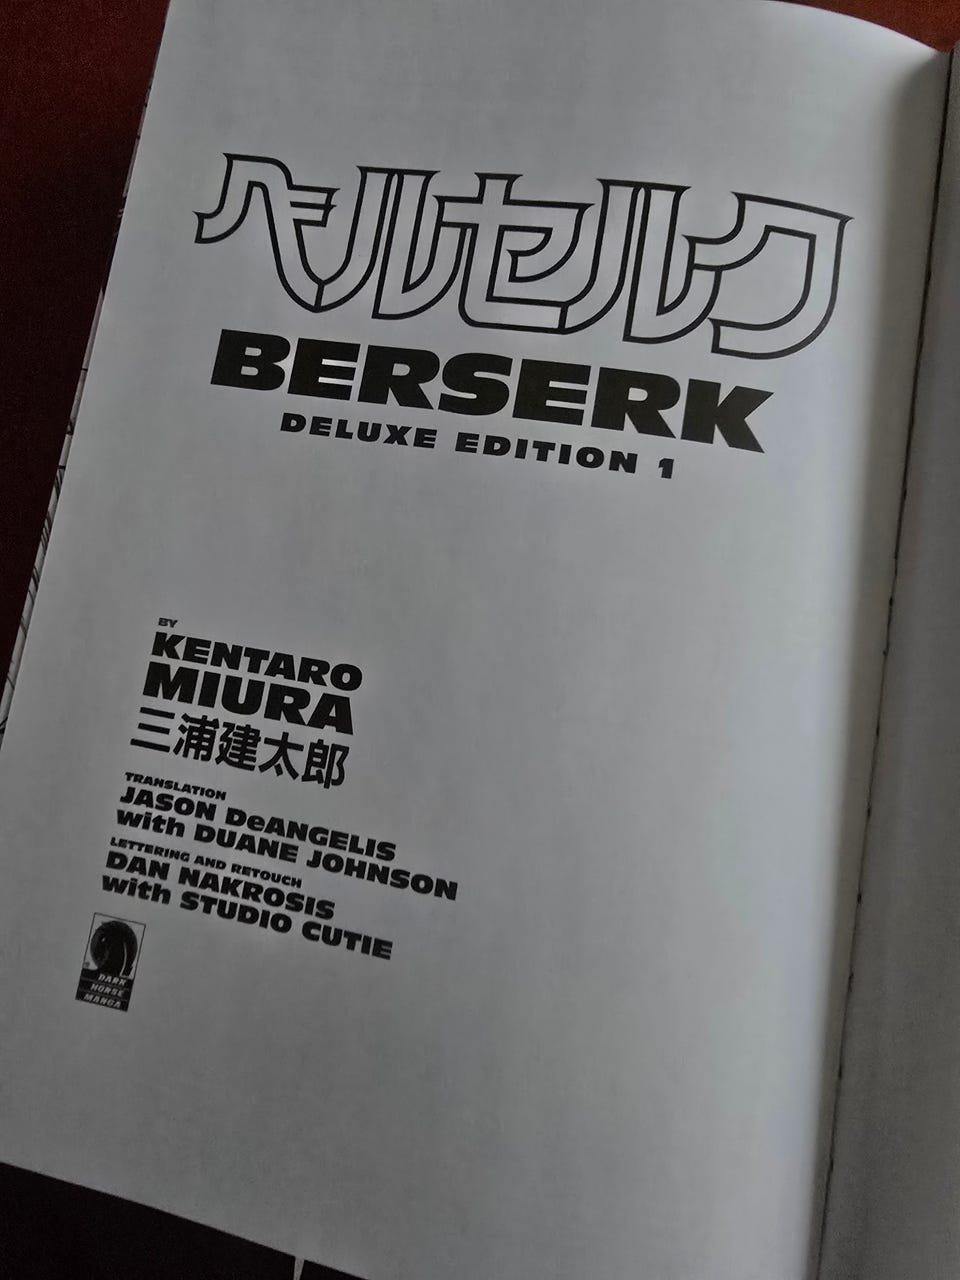 ベルセルク
BERSERK
DELUXE EDITION 1
BY
KENTARO
MIURA
三浦建太郎
TRANSLATION
JASON DeANGELIS
with DUANE JOHNSON
LETTERING AND RETOUCH
DAN NAKROSIS
with STUDIO CUTIE
DARK
HORSE
MANGA